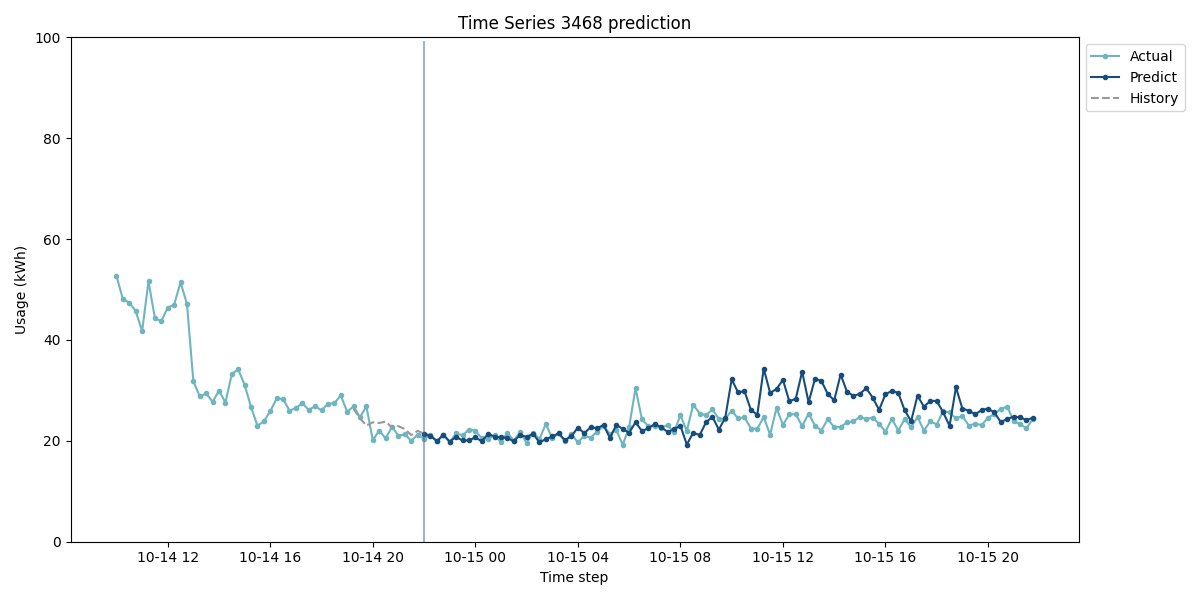 Time Series 3468 prediction
Actual
Predict
History
Usage (kWh)
100
80
60
40
20
0
10-14 12
10-14 16
10-14 20
10-15 00
10-15 04
10-15 08
10-15 12
10-15 16
10-15 20
Time step